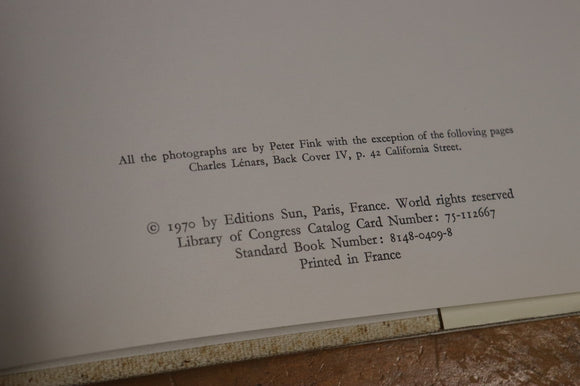 All the photographs are by Peter Fink with the exception of the following pages
Charles Lénars, Back Cover IV, p. 42 California Street.
© 1970 by Editions Sun, Paris, France. World rights reserved
Library of Congress Catalog Card Number: 75-112667
Standard Book Number: 8148-0409-8
Printed in France